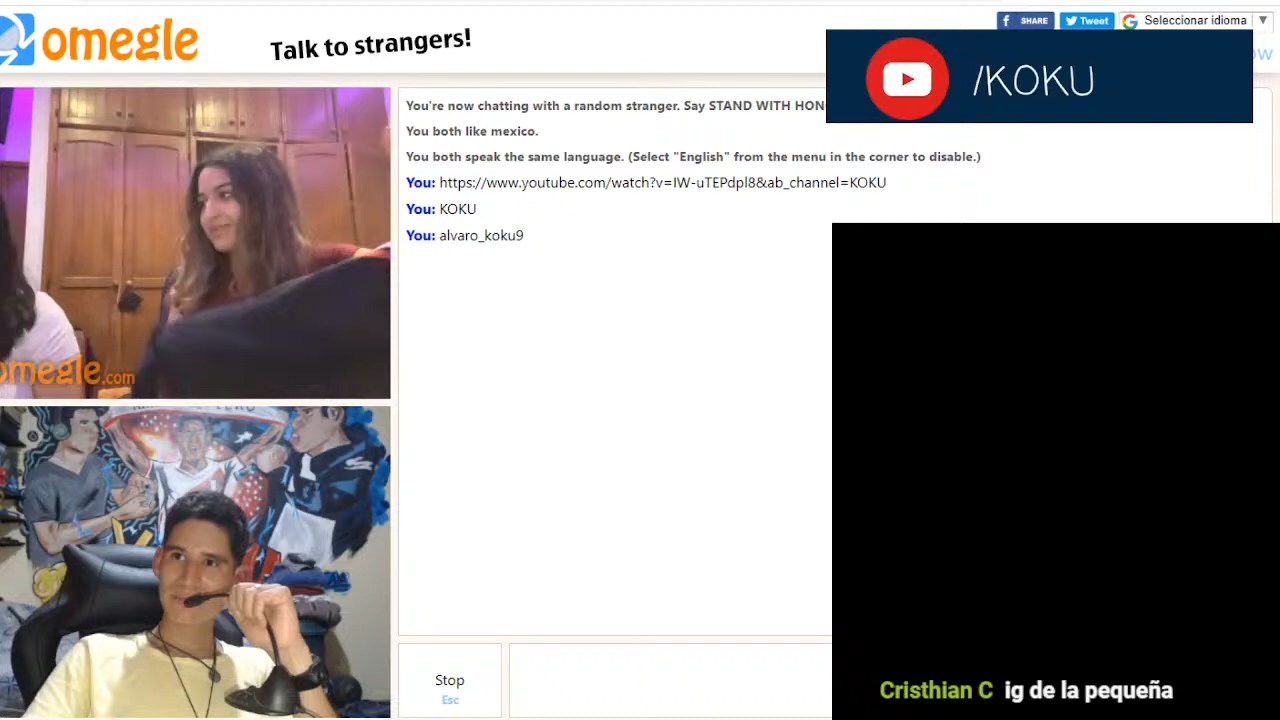 omegle
Talk to strangers!
SHARE
Tweet
Seleccionar idioma
/KOKU
You're now chatting with a random stranger. Say STAND WITH HON
You both like mexico.
You both speak the same language. (Select "English" from the menu in the corner to disable.)
You: https://www.youtube.com/watch?v=IW-uTEPdpl8&ab_channel=KOKU
You: KOKU
You: alvaro_koku9
omegle.com
Stop
Esc
Cristhian C ig de la pequeña